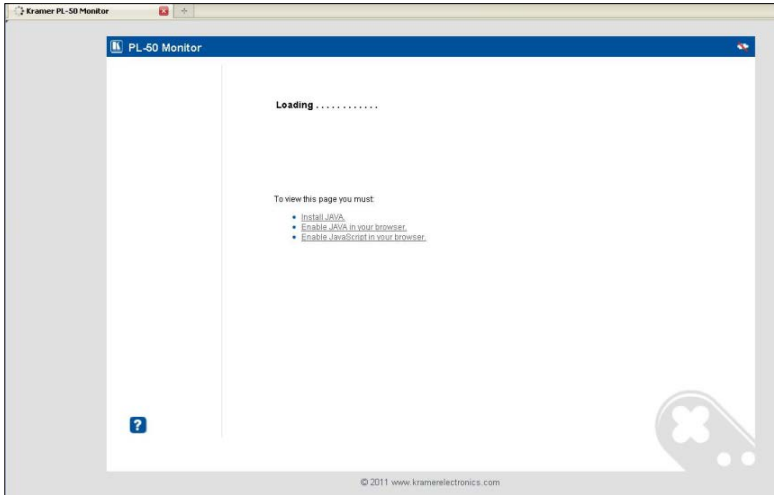 Kramer PL-50 Monitor
PL-50 Monitor
Loading . . . . . . . . . . . .
To view this page you must:
Install JAVA.
Enable JAVA in your browser.
Enable JavaScript in your browser.
?
© 2011 www.kramerelectronics.com